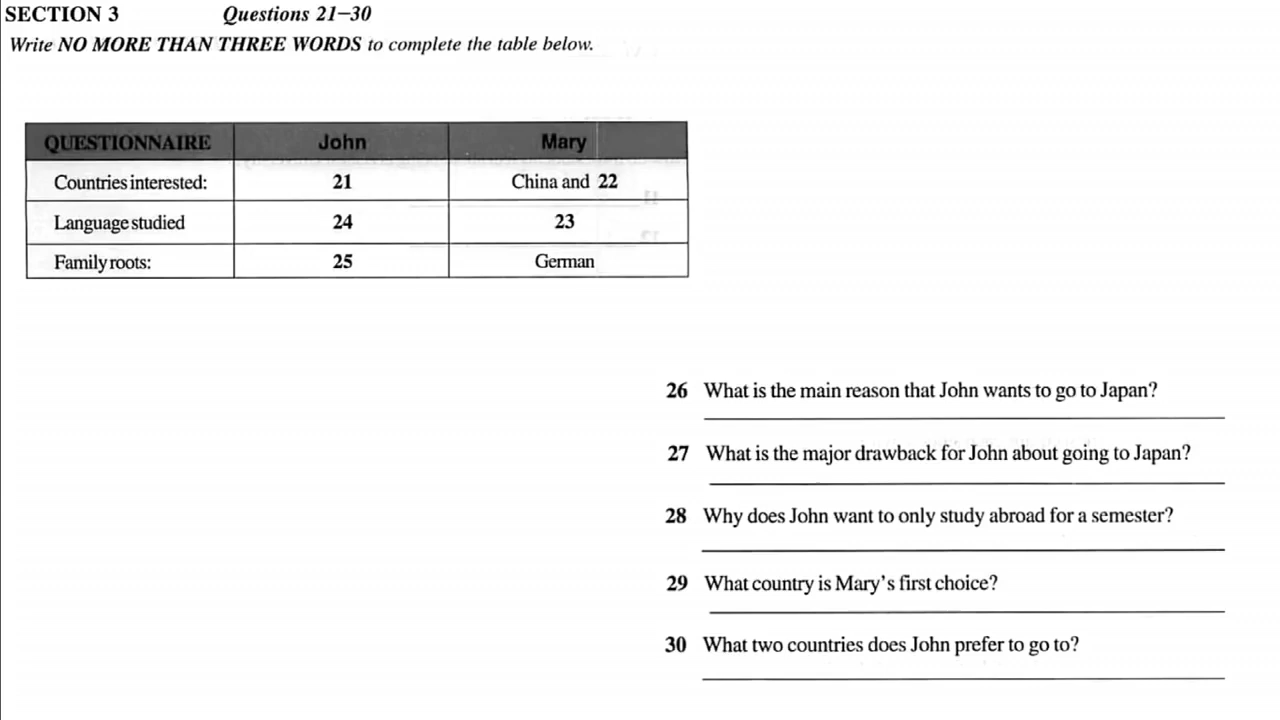 SECTION 3 Questions 21–30
Write NO MORE THAN THREE WORDS to complete the table below.
QUESTIONNAIRE John Mary
Countries interested: 21 China and 22
Language studied 24 23
Family roots: 25 German
26 What is the main reason that John wants to go to Japan?
27 What is the major drawback for John about going to Japan?
28 Why does John want to only study abroad for a semester?
29 What country is Mary's first choice?
30 What two countries does John prefer to go to?